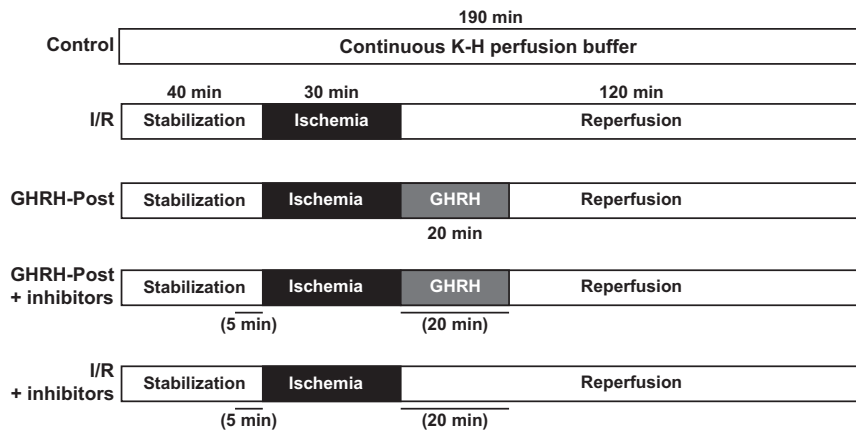 190 min
Control
Continuous K-H perfusion buffer
40 min 30 min 120 min
I/R
Stabilization Ischemia Reperfusion
GHRH-Post
Stabilization Ischemia GHRH Reperfusion
20 min
GHRH-Post
+ inhibitors
Stabilization Ischemia GHRH Reperfusion
(5 min) (20 min)
I/R
+ inhibitors
Stabilization Ischemia Reperfusion
(5 min) (20 min)